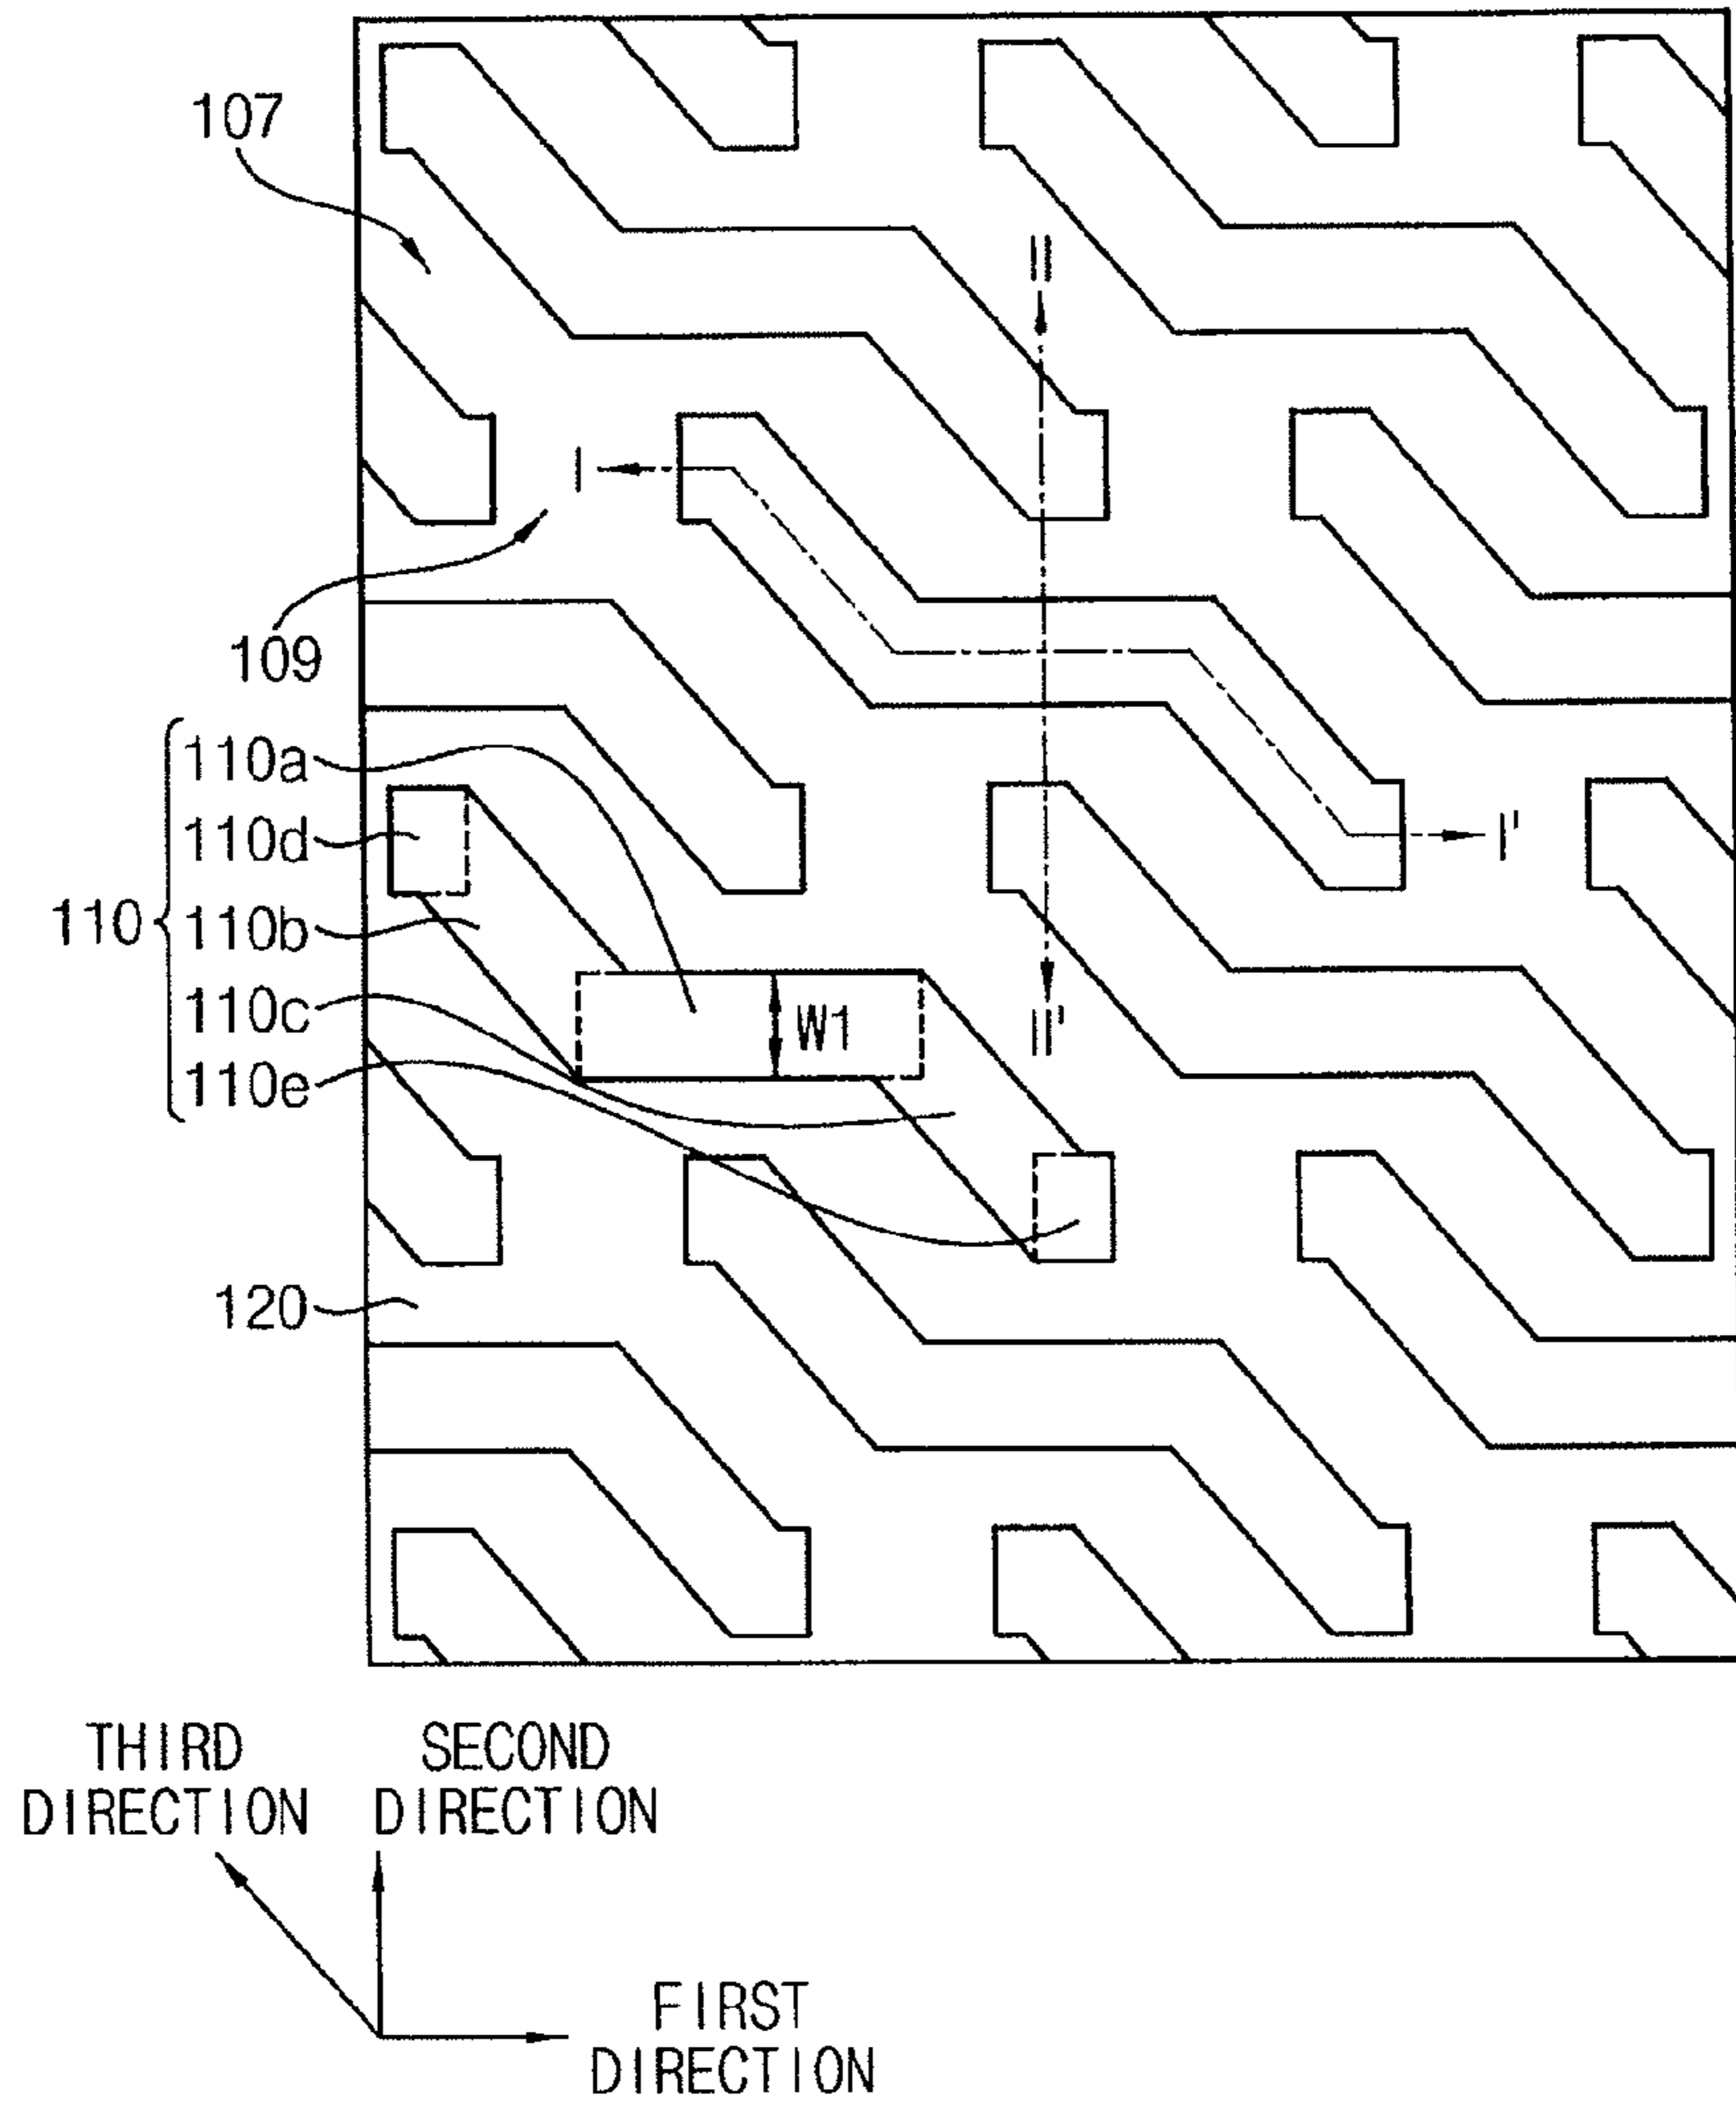 107
II
I
109
110a
110d
I'
110
110b
110c
W1
II'
110e
120
THIRD
DIRECTION
SECOND
DIRECTION
FIRST
DIRECTION